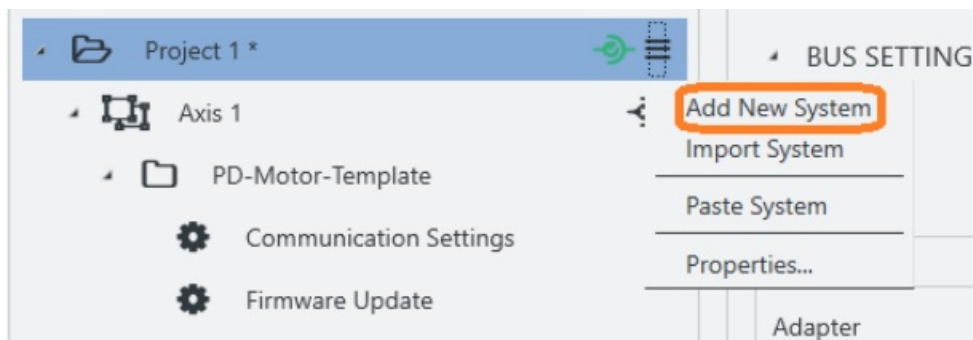 Project 1 *
BUS SETTING
Axis 1
Add New System
Import System
PD-Motor-Template
Paste System
Communication Settings
Properties...
Firmware Update
Adapter